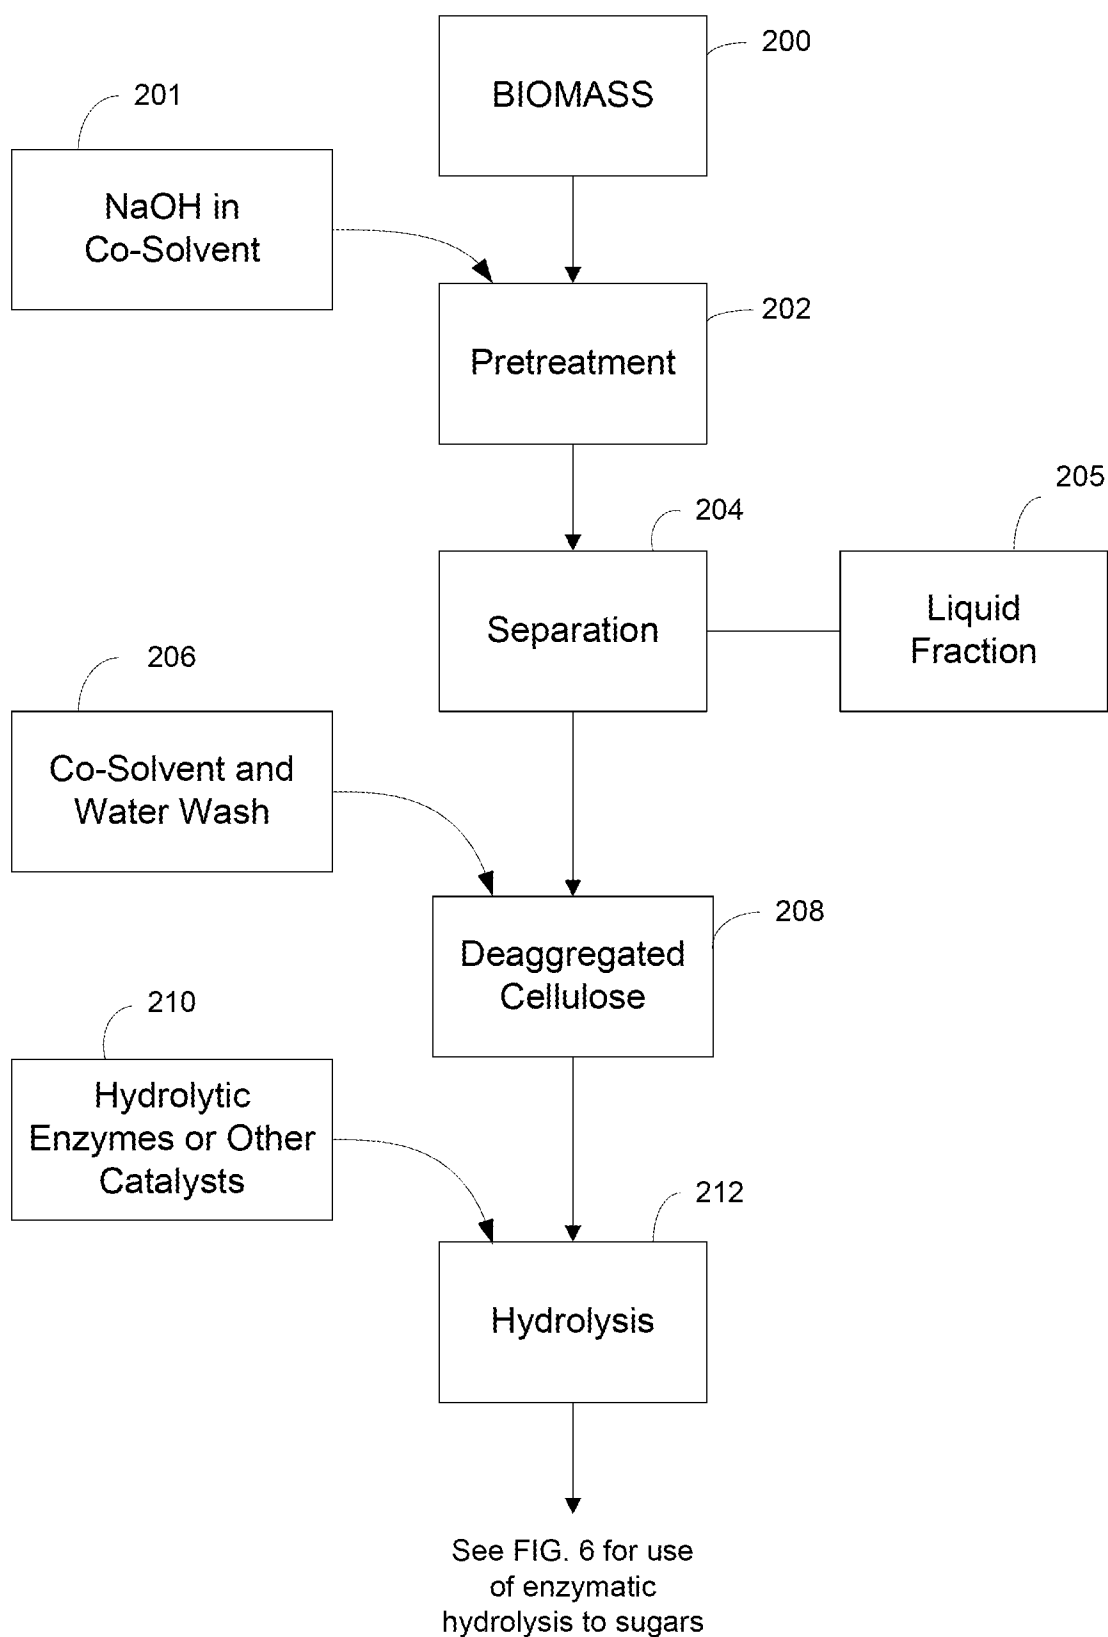 200
BIOMASS
201
NaOH in
Co-Solvent
202
Pretreatment
204
205
Separation
Liquid
Fraction
206
Co-Solvent and
Water Wash
208
Deaggregated
Cellulose
210
Hydrolytic
Enzymes or Other
Catalysts
212
Hydrolysis
See FIG. 6 for use
of enzymatic
hydrolysis to sugars